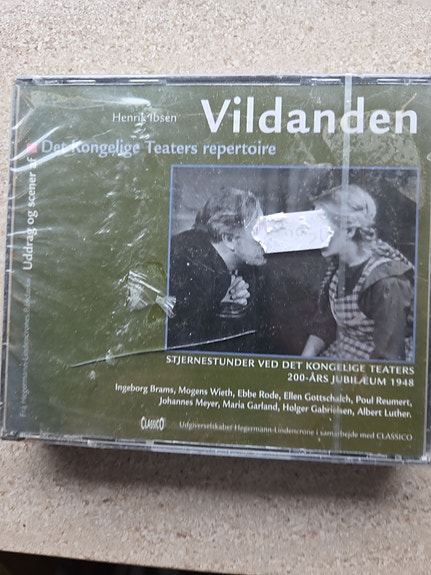 Henrik Ibsen
Vildanden
Det Kongelige Teaters repertoire
Uddrag og scener af
STJERNESTUNDER VED DET KONGELIGE TEATERS
200-ÅRS JUBILÆUM 1948
Ingeborg Brams, Mogens Wieth, Ebbe Rode, Ellen Gottschalch, Poul Reumert,
Johannes Meyer, Maria Garland, Holger Gabrielsen, Albert Luther.
CLASSICO
Udgiverselskabet Hegermann-Lindencrone i samarbejde med CLASSICO